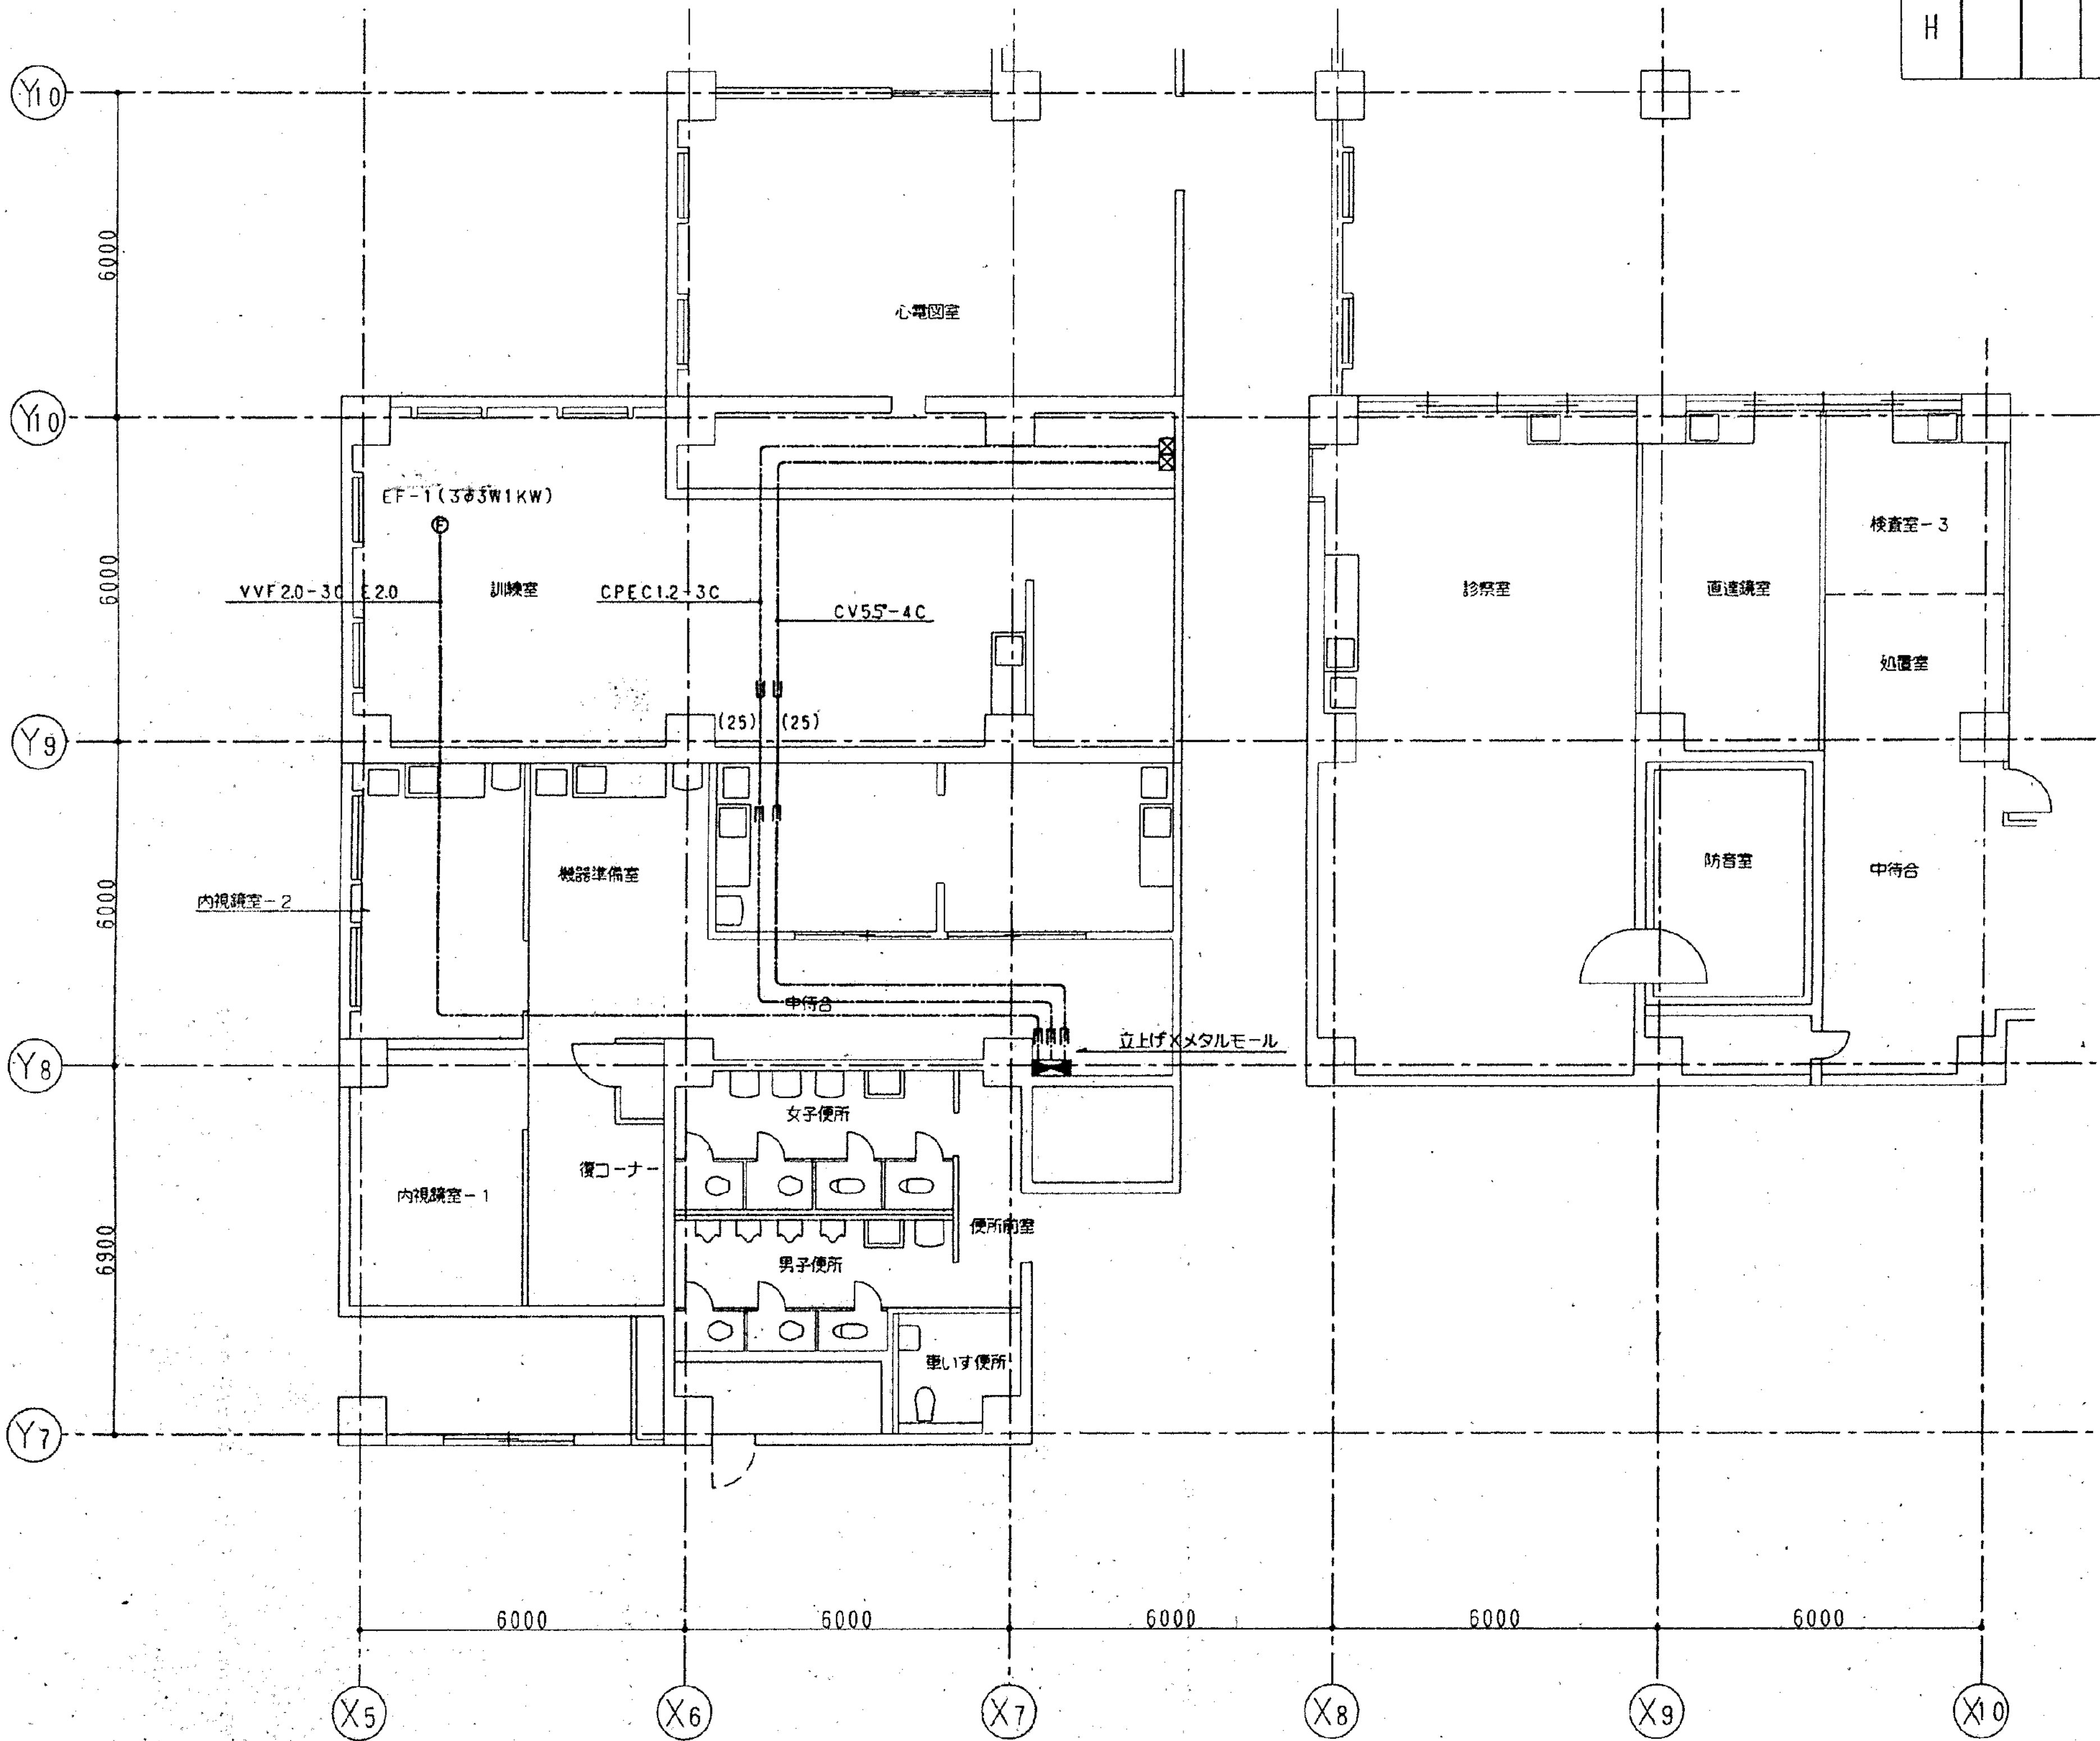 H
Y10
6000
心電図室
Y10
EF-1(3φ3W1KW)
検査室-3
6000
VVF2.0-3C E2.0
訓練室
CPEC1.2-3C
CV5.5°-4C
診察室
直達鏡室
処置室
Y9
(25)
(25)
6000
機器準備室
防音室
中待合
内視鏡室-2
中待合
立上げXメタルモール
Y8
女子便所
復コーナー
内視鏡室-1
便所前室
6900
男子便所
車いす便所
Y7
6000
6000
6000
6000
6000
X5
X6
X7
X8
X9
X10